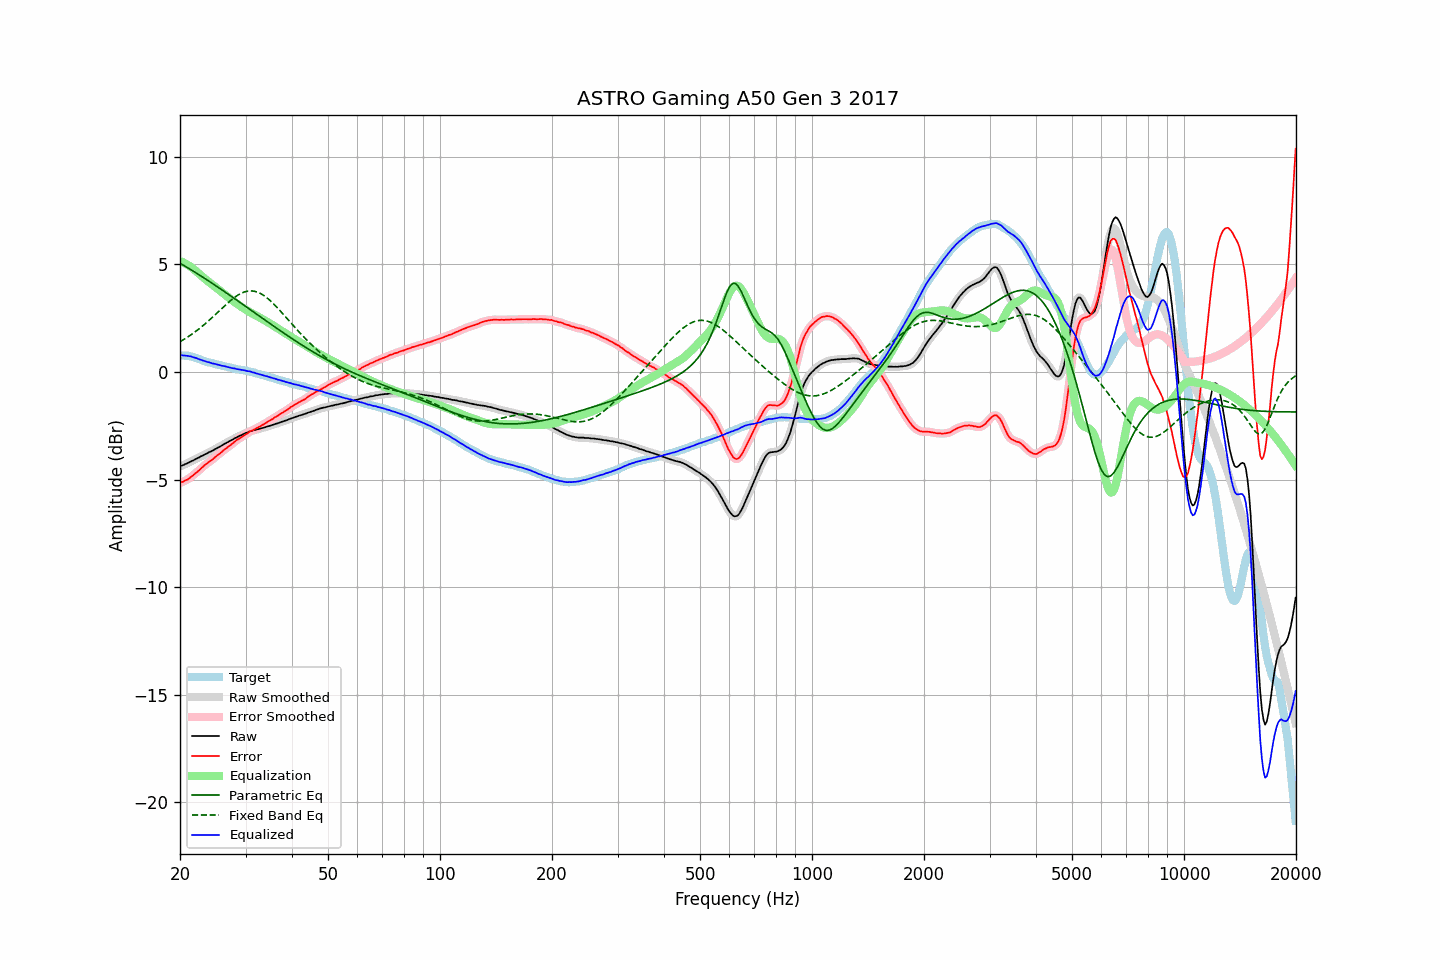 ASTRO Gaming A50 Gen 3 2017
Amplitude (dBr)
10
5
0
−5
−10
−15
−20
Target
Raw Smoothed
Error Smoothed
Raw
Error
Equalization
Parametric Eq
Fixed Band Eq
Equalized
20 50 100 200 500 1000 2000 5000 10000 20000
Frequency (Hz)